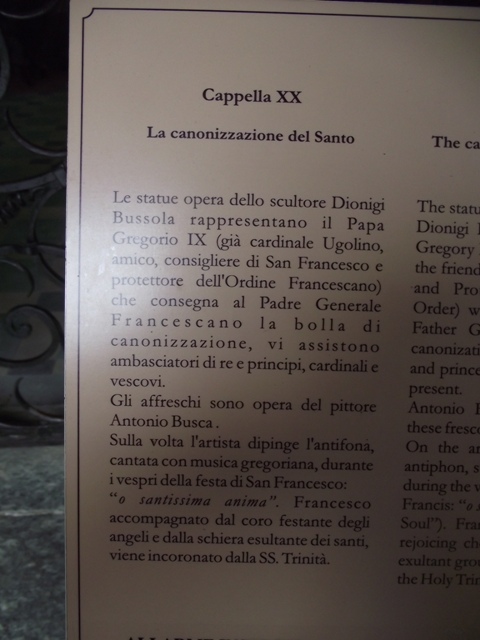 Cappella XX
La canonizzazione del Santo
Le statue opera dello scultore Dionigi
Bussola rappresentano il Papa
Gregorio IX (già cardinale Ugolino,
amico, consigliere di San Francesco e
protettore dell'Ordine Francescano)
che consegna al Padre Generale
Francescano la bolla di
canonizzazione, vi assistono
ambasciatori di re e principi, cardinali e
vescovi.
Gli affreschi sono opera del pittore
Antonio Busca.
Sulla volta l'artista dipinge l'antifona,
cantata con musica gregoriana, durante
i vespri della festa di San Francesco:
"o santissima anima". Francesco
accompagnato dal coro festante degli
angeli e dalla schiera esultante dei santi,
viene incoronato dalla SS. Trinità.
The ca
The statu
Dionigi
Gregory
the friend
and Pro
Order) w
Father G
canonizati
and prince
present.
Antonio
these fresco
On the
antiphon, s
during the v
Francis: "o
Soul"). Fra
rejoicing ch
exultant gro
the Holy Trin